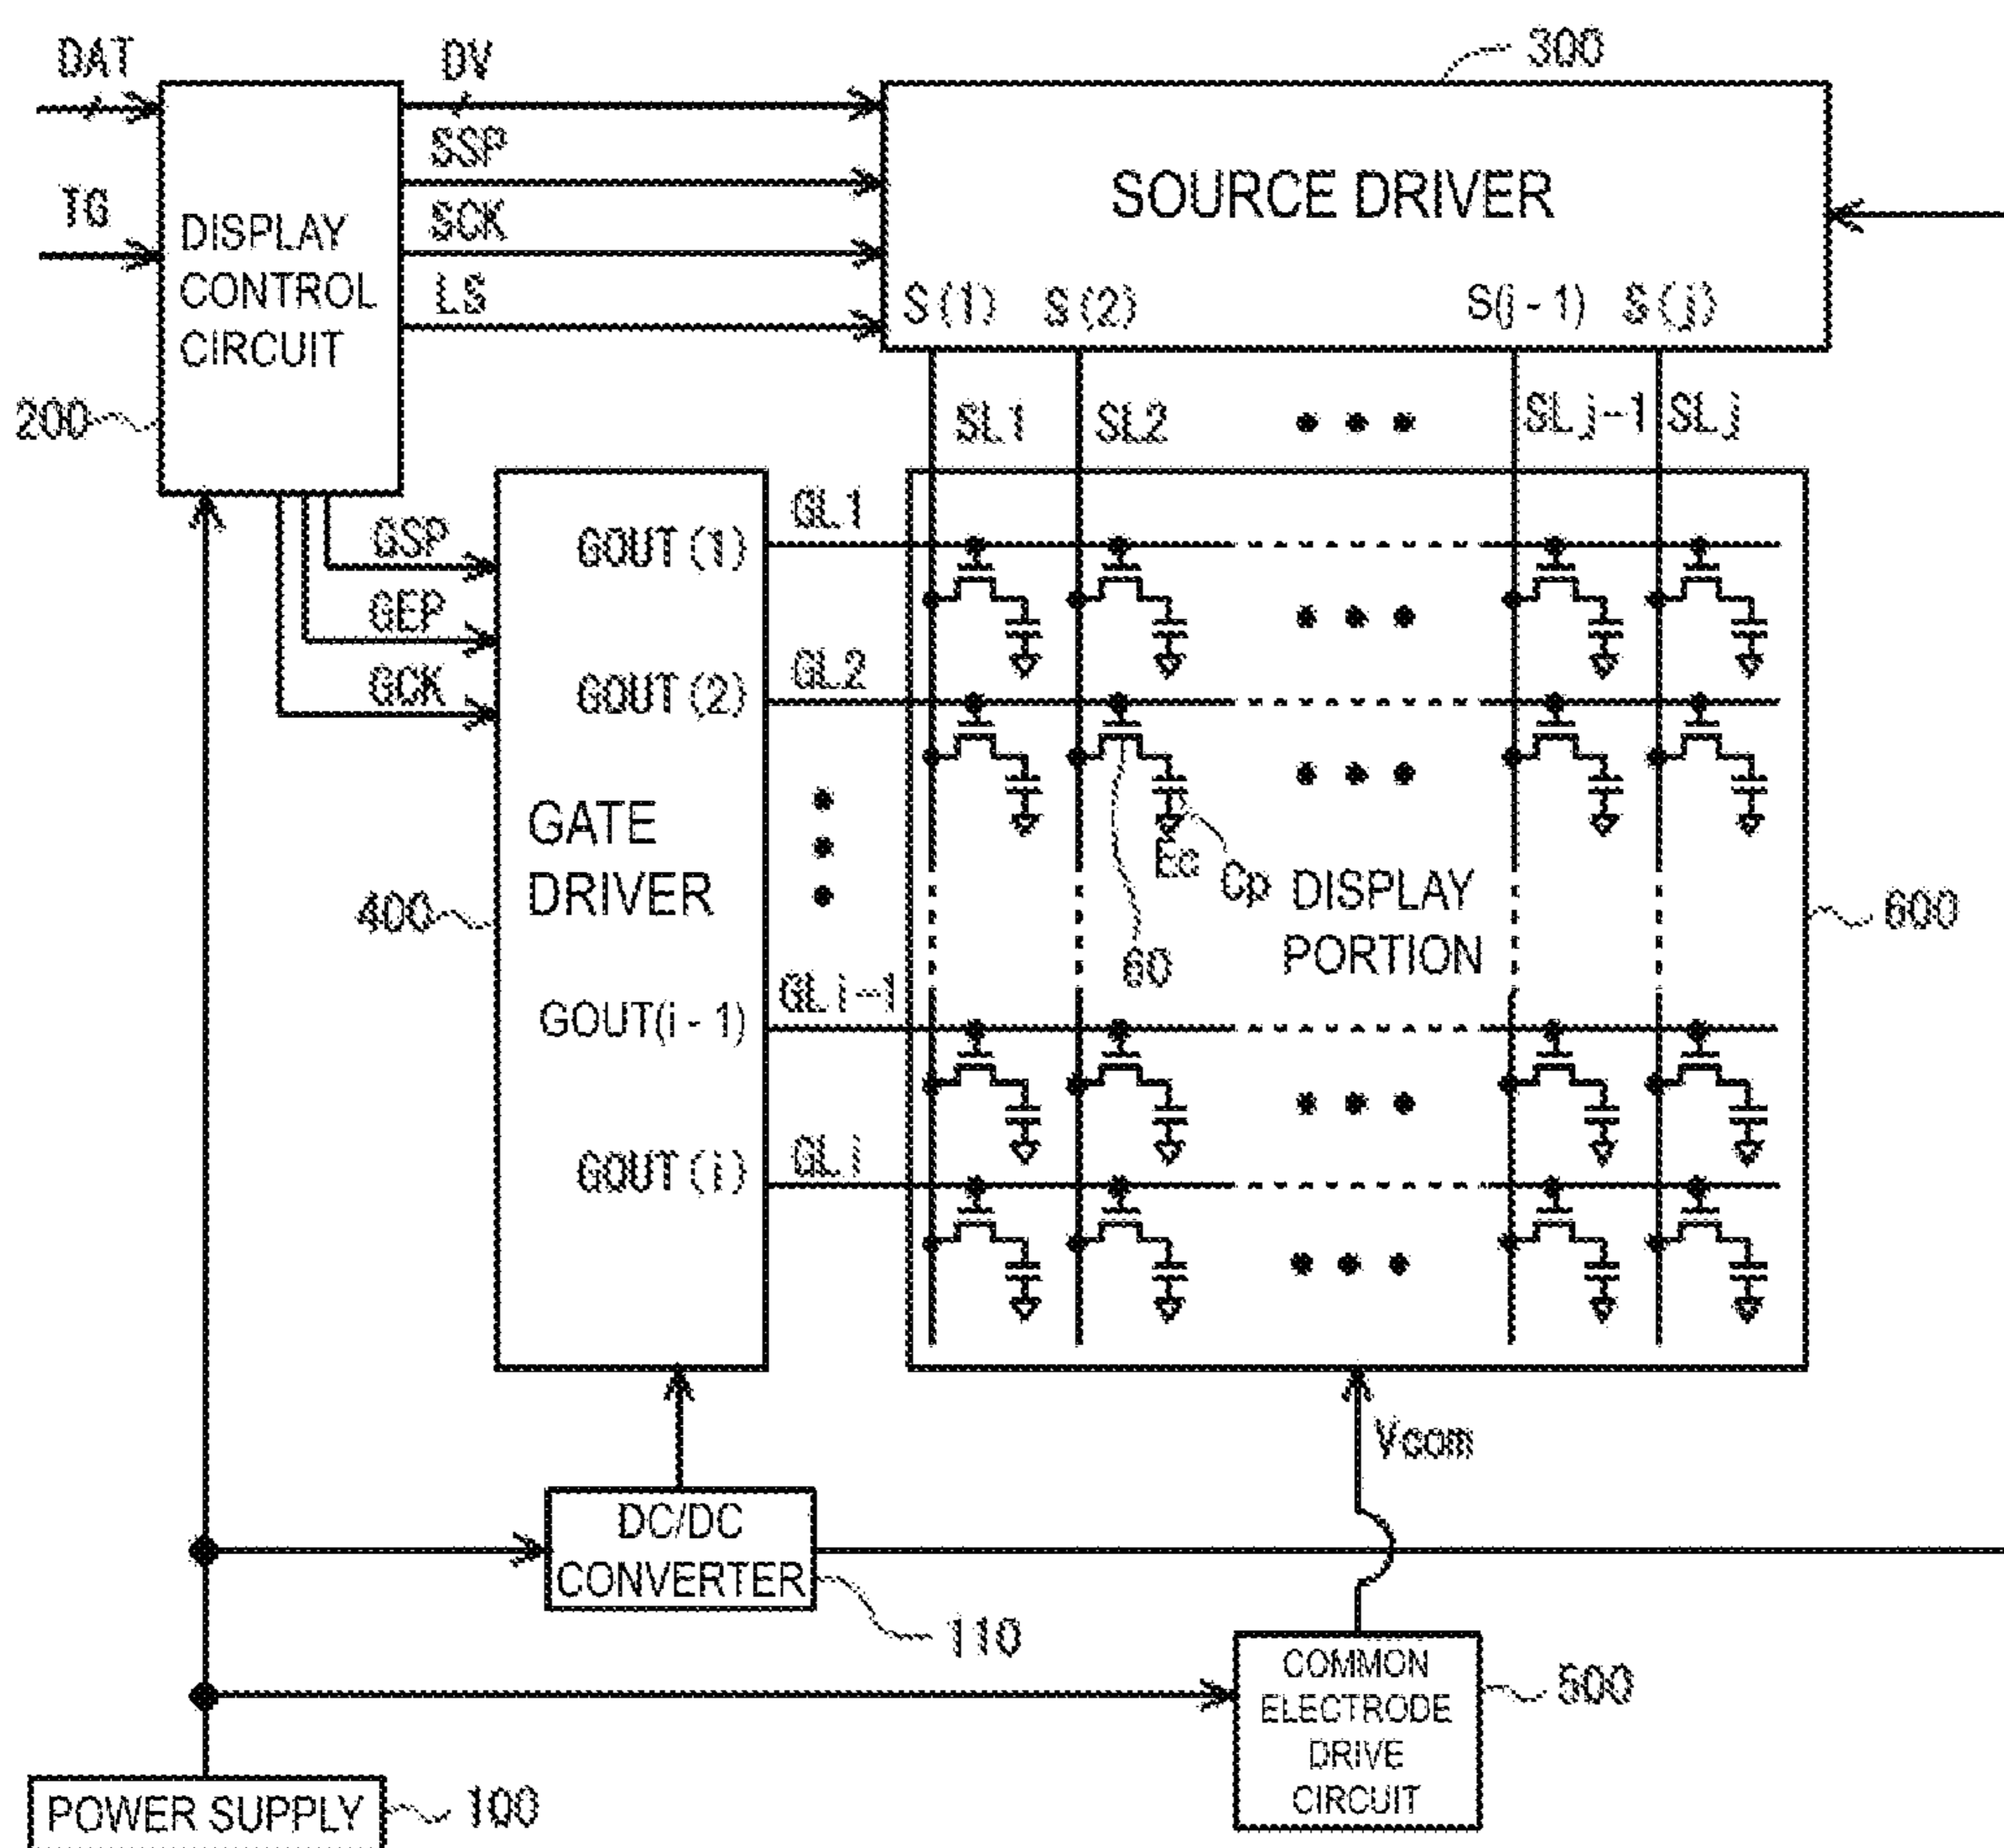 DAT
DV
300
SSP
TG
SCK
LS
DISPLAY
CONTROL
CIRCUIT
SOURCE DRIVER
S(1) S(2) S(j - 1) S(j)
200
SL1 SL2 SLj-1 SLj
GSP
GEP
GCK
GOUT(1)
GL1
GOUT(2)
GL2
GATE
DRIVER
400
Ec
Cp
60
DISPLAY
PORTION
600
GOUT(i - 1)
GLi-1
GOUT(i)
GLi
Vcom
DC/DC
CONVERTER
110
COMMON
ELECTRODE
DRIVE
CIRCUIT
500
POWER SUPPLY
100